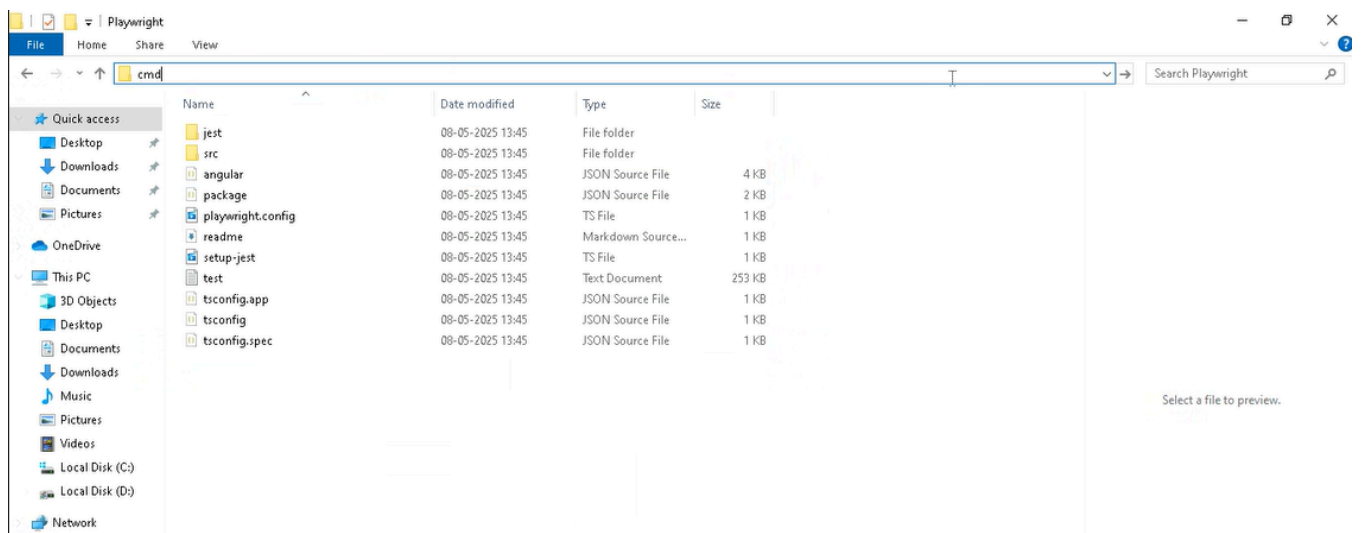 Playwright
File Home Share View
cmd
Search Playwright
Name Date modified Type Size
Quick access
Desktop
Downloads
Documents
Pictures
OneDrive
This PC
3D Objects
Desktop
Documents
Downloads
Music
Pictures
Videos
Local Disk (C:)
Local Disk (D:)
Network
jest 08-05-2025 13:45 File folder
src 08-05-2025 13:45 File folder
angular 08-05-2025 13:45 JSON Source File 4 KB
package 08-05-2025 13:45 JSON Source File 2 KB
playwright.config 08-05-2025 13:45 TS File 1 KB
readme 08-05-2025 13:45 Markdown Source... 1 KB
setup-jest 08-05-2025 13:45 TS File 1 KB
test 08-05-2025 13:45 Text Document 253 KB
tsconfig.app 08-05-2025 13:45 JSON Source File 1 KB
tsconfig 08-05-2025 13:45 JSON Source File 1 KB
tsconfig.spec 08-05-2025 13:45 JSON Source File 1 KB
Select a file to preview.